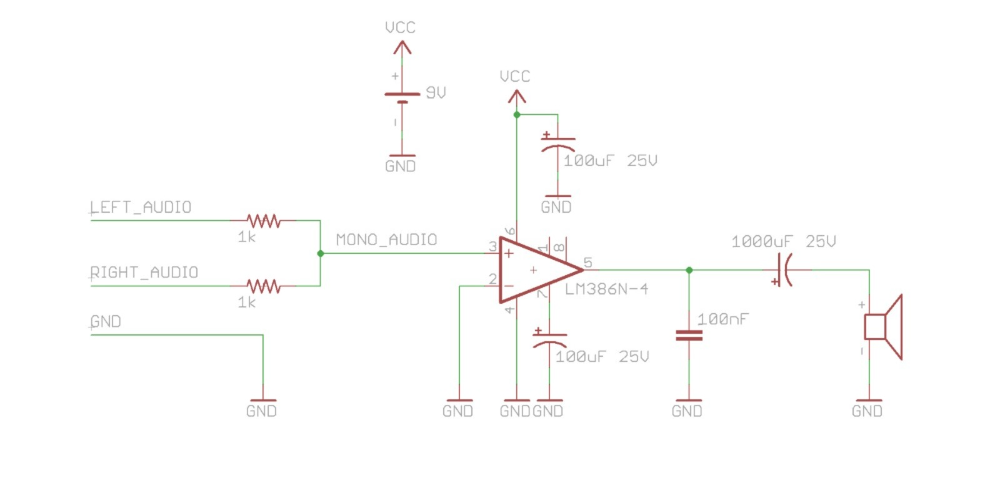 VCC
+
9V
-
GND
VCC
+
100uF 25V
GND
LEFT_AUDIO
1k
MONO_AUDIO
RIGHT_AUDIO
1k
GND
GND
6
3
+
1
8
2
-
5
LM386N-4
4
7
+
100uF 25V
GND
GND
GND
100nF
GND
1000uF 25V
+
+
-
GND